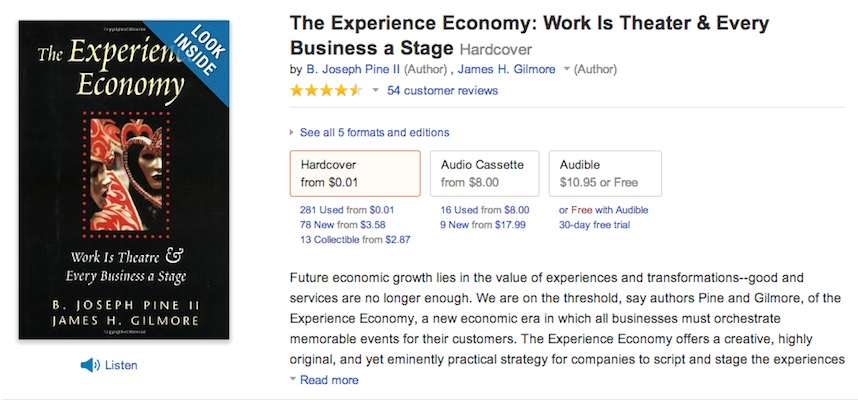 LOOK
INSIDE
The Experien
Economy
Work Is Theatre &
Every Business a Stage
B. JOSEPH PINE II
JAMES H. GILMORE
Listen
The Experience Economy: Work Is Theater & Every
Business a Stage Hardcover
by B. Joseph Pine II (Author) , James H. Gilmore (Author)
54 customer reviews
See all 5 formats and editions
Hardcover
from $0.01
281 Used from $0.01
78 New from $3.58
13 Collectible from $2.87
Audio Cassette
from $8.00
16 Used from $8.00
9 New from $17.99
Audible
$10.95 or Free
or Free with Audible
30-day free trial
Future economic growth lies in the value of experiences and transformations--good and
services are no longer enough. We are on the threshold, say authors Pine and Gilmore, of the
Experience Economy, a new economic era in which all businesses must orchestrate
memorable events for their customers. The Experience Economy offers a creative, highly
original, and yet eminently practical strategy for companies to script and stage the experiences
Read more